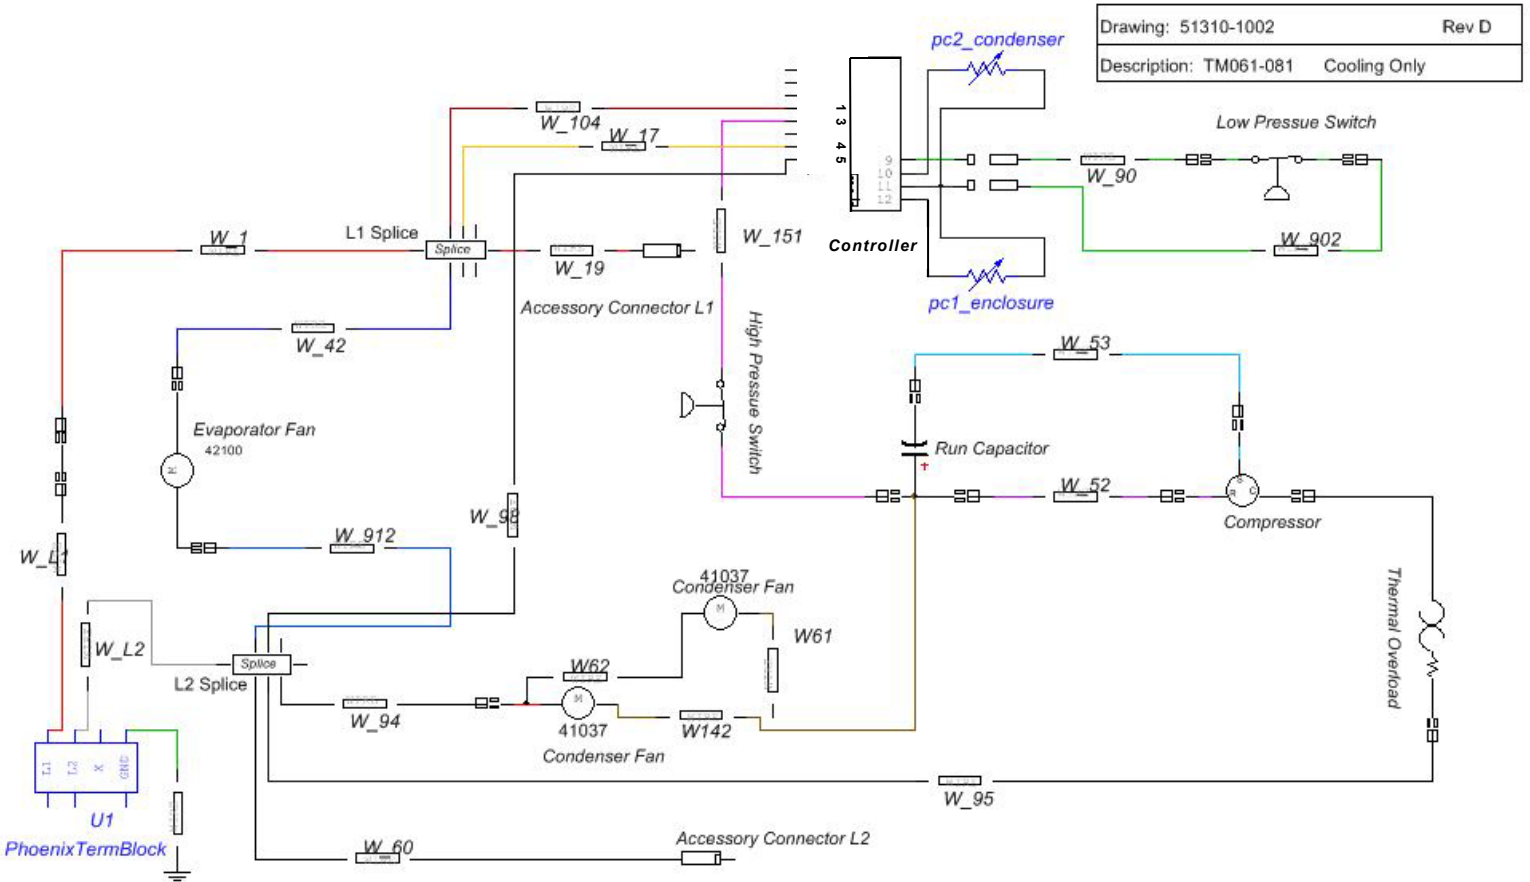 Drawing: 51310-1002 Rev D
Description: TM061-081 Cooling Only
pc2_condenser
Low Pressue Switch
W_104
W_17
1
3
4
5
9
10
11
12
W_90
W_902
Controller
pc1_enclosure
W_1
L1 Splice
Splice
W_19
W_151
Accessory Connector L1
W_42
High Pressue Switch
W_53
Evaporator Fan
42100
M
Run Capacitor
+
W_52
S
R
C
Compressor
W_98
W_912
W_L1
41037
Condenser Fan
M
W61
Thermal Overload
W_L2
Splice
L2 Splice
W62
M
W_94
41037
W142
Condenser Fan
L1
L2
X
GND
W_95
U1
PhoenixTermBlock
W_60
Accessory Connector L2